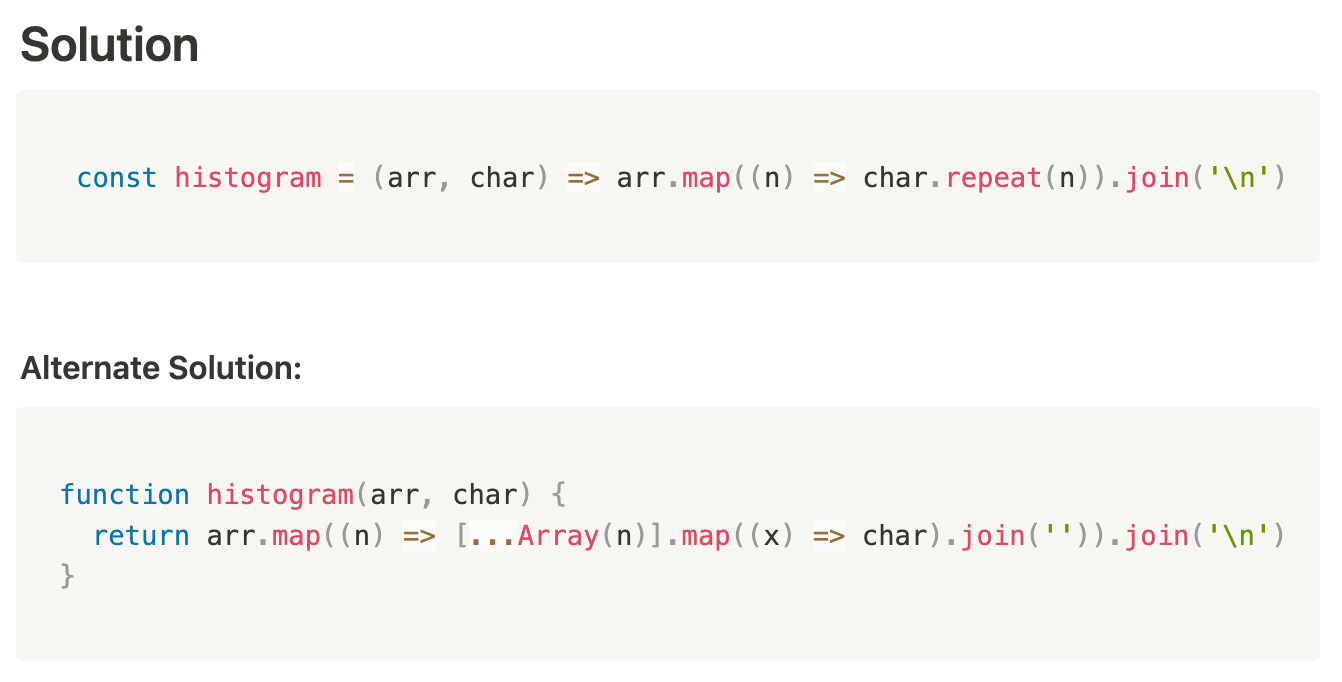 Solution
const histogram = (arr, char) => arr.map((n) => char.repeat(n)).join('\n')
Alternate Solution:
function histogram(arr, char) {
  return arr.map((n) => [...Array(n)].map((x) => char).join('')).join('\n')
}